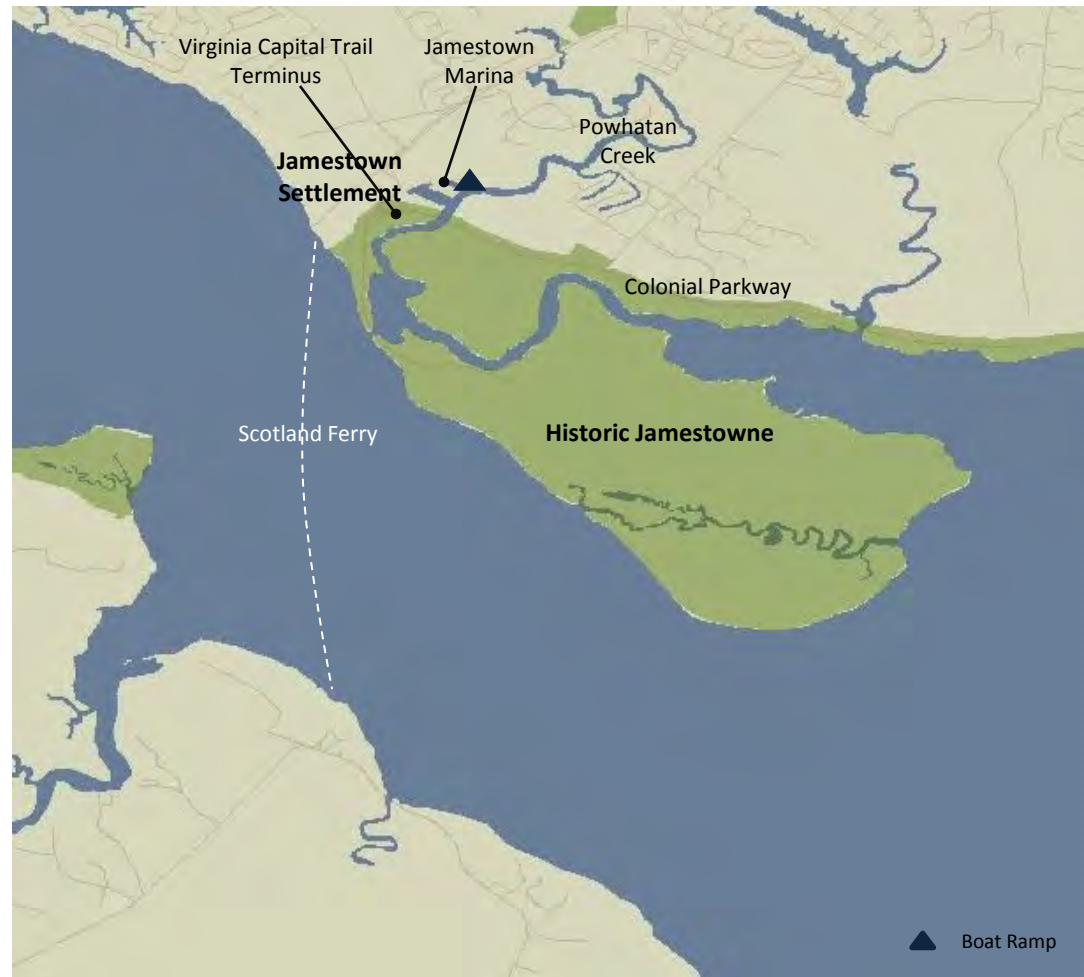 Virginia Capital Trail
Terminus
Jamestown
Marina
Powhatan
Creek
Jamestown
Settlement
Colonial Parkway
Scotland Ferry
Historic Jamestowne
Boat Ramp